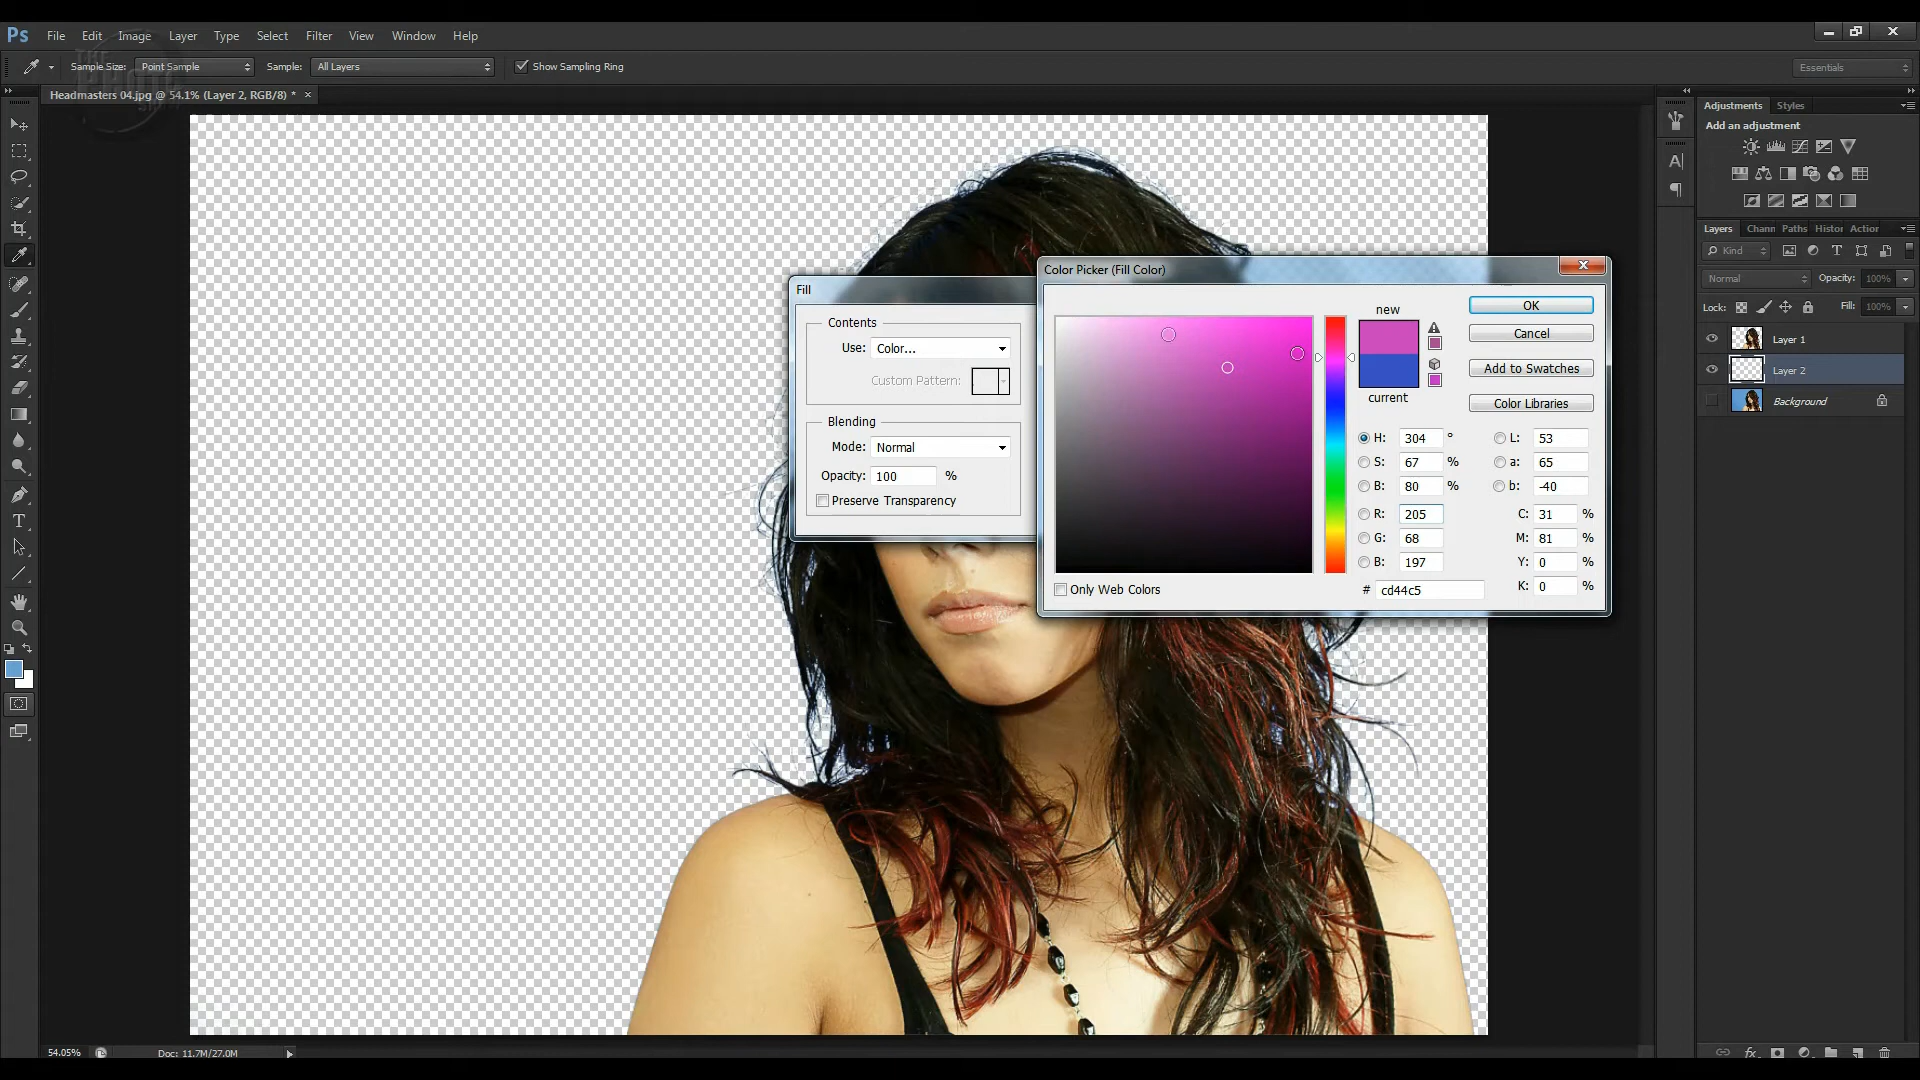 Ps File Edit Image Layer Type Select Filter View Window Help
Sample Size: Point Sample Sample: All Layers Show Sampling Ring Essentials
Headmasters 04.jpg @ 54.1% (Layer 2, RGB/8) * ×
Adjustments Styles
Add an adjustment
Layers Chann Paths Histor Action
Kind
Normal Opacity: 100%
Lock: Fill: 100%
Layer 1
Layer 2
Background
Fill
Contents
Use: Color...
Custom Pattern:
Blending
Mode: Normal
Opacity: 100 %
Preserve Transparency
Color Picker (Fill Color)
new
current
OK
Cancel
Add to Swatches
Color Libraries
H: 304 ° L: 53
S: 67 % a: 65
B: 80 % b: -40
R: 205 C: 31 %
G: 68 M: 81 %
B: 197 Y: 0 %
# cd44c5 K: 0 %
Only Web Colors
54.05% Doc: 11.7M/27.0M